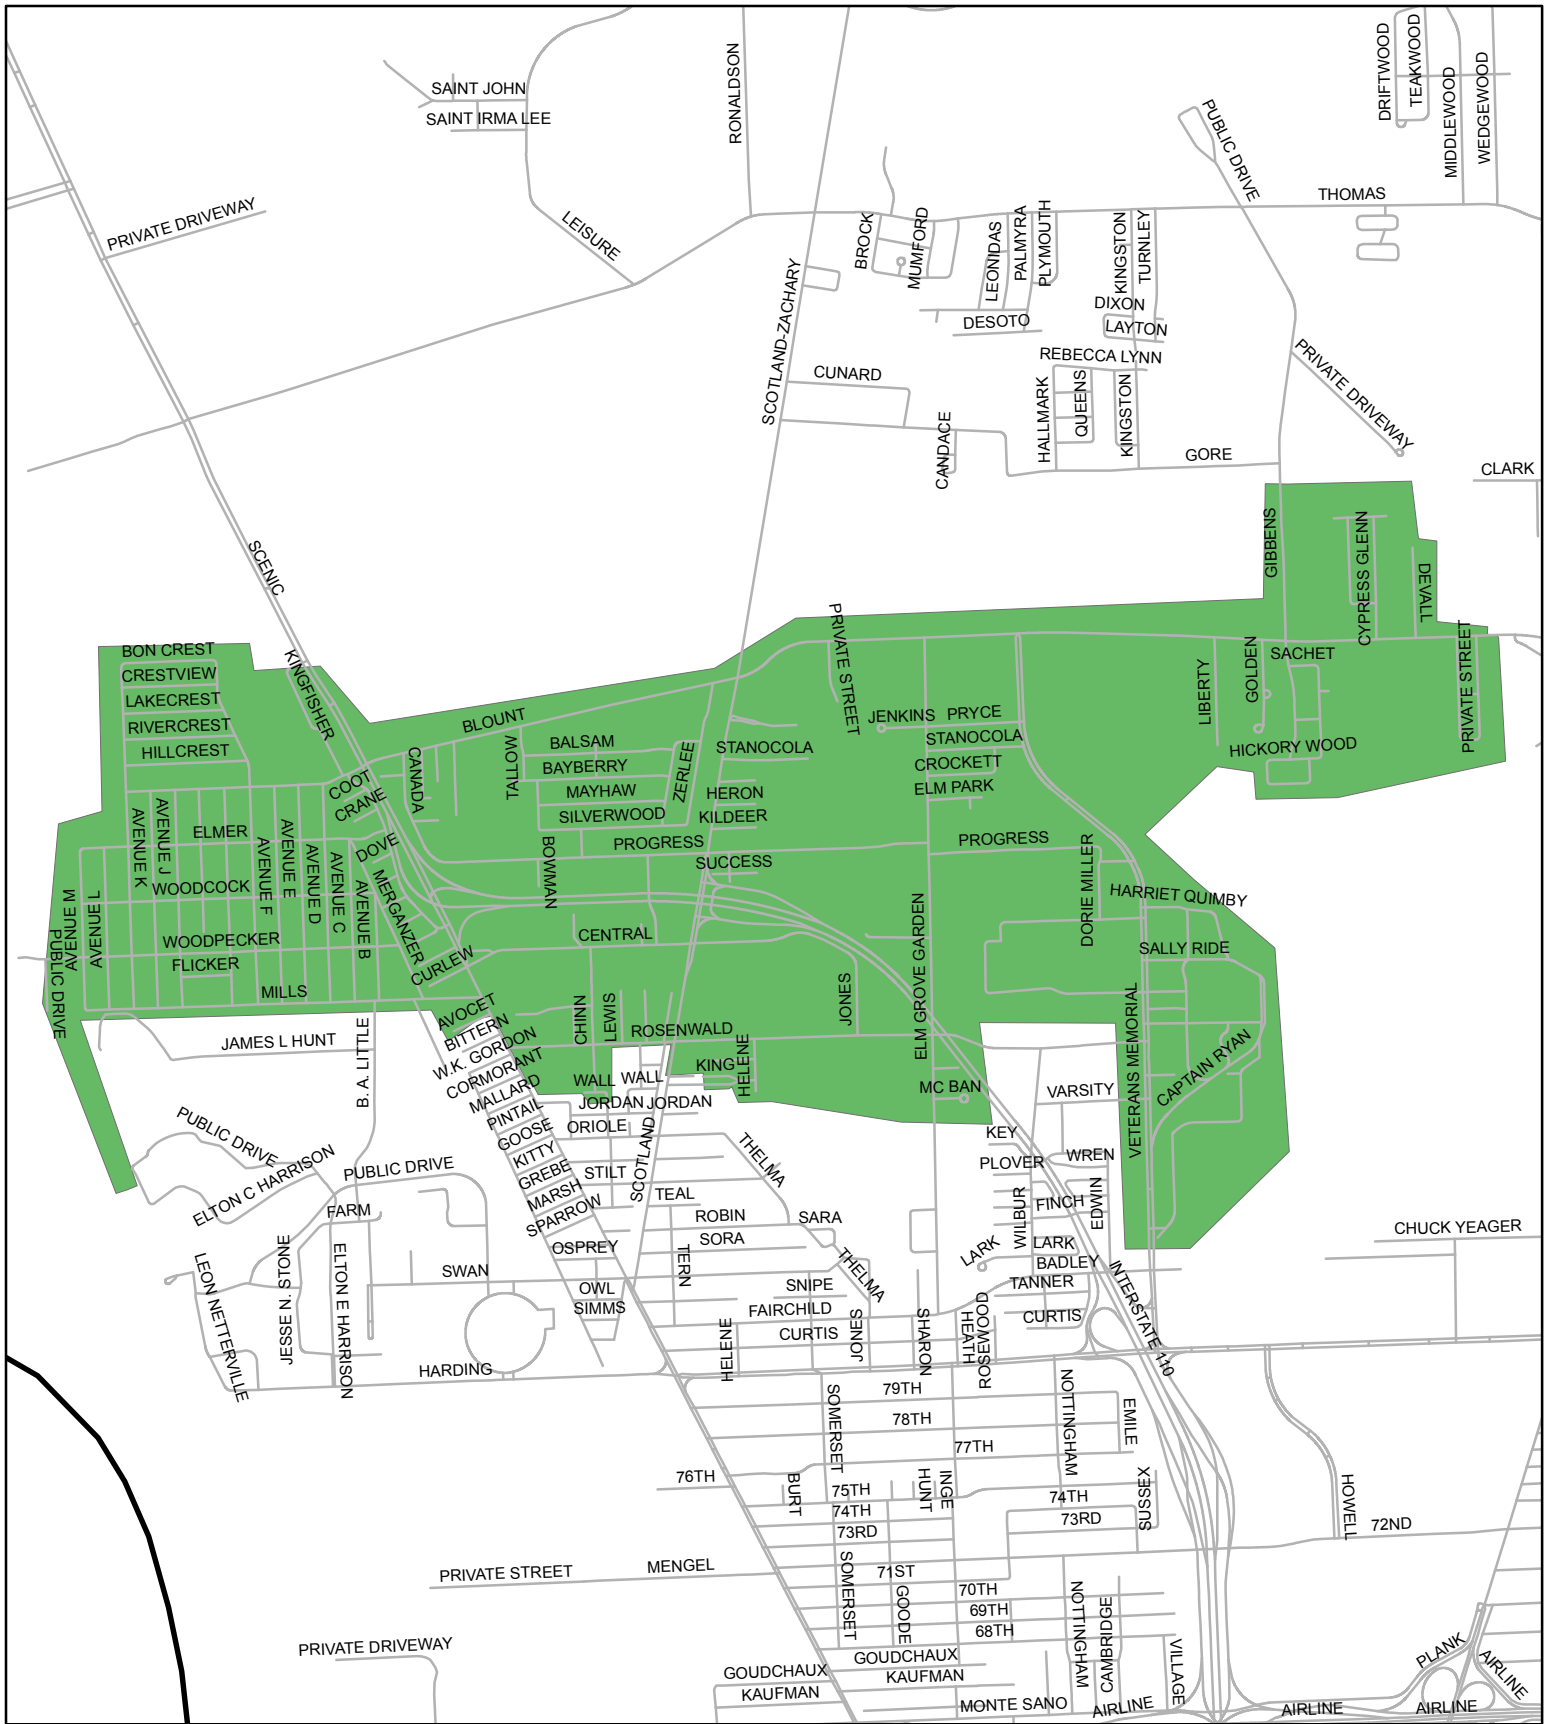 SAINT JOHN
SAINT IRMA LEE
RONALDSON
DRIFTWOOD
TEAKWOOD
MIDDLEWOOD
WEDGEWOOD
PUBLIC DRIVE
THOMAS
PRIVATE DRIVEWAY
LEISURE
BROCK
MUMFORD
LEONIDAS
PALMYRA
PLYMOUTH
KINGSTON
TURNLEY
SCOTLAND-ZACHARY
DIXON
DESOTO
LAYTON
REBECCA LYNN
PRIVATE DRIVEWAY
CUNARD
HALLMARK
QUEENS
KINGSTON
CANDACE
GORE
CLARK
SCENIC
GIBBENS
CYPRESS GLENN
DEVALL
BON CREST
CRESTVIEW
LAKECREST
RIVERCREST
HILLCREST
KINGFISHER
PRIVATE STREET
LIBERTY
GOLDEN
SACHET
PRIVATE STREET
BLOUNT
JENKINS
PRYCE
STANOCOLA
HICKORY WOOD
CANADA
TALLOW
BALSAM
BAYBERRY
MAYHAW
SILVERWOOD
ZERLEE
STANOCOLA
CROCKETT
ELM PARK
HERON
KILDEER
COOT
CRANE
ELMER
AVENUE K
AVENUE J
AVENUE F
AVENUE E
AVENUE D
AVENUE C
AVENUE B
DOVE
MERGANZER
PROGRESS
PROGRESS
SUCCESS
BOWMAN
WOODCOCK
AVENUE M
AVENUE L
PUBLIC DRIVE
WOODPECKER
FLICKER
MILLS
CURLEW
CENTRAL
DORIE MILLER
HARRIET QUIMBY
SALLY RIDE
ELM GROVE GARDEN
JONES
VETERANS MEMORIAL
CAPTAIN RYAN
AVOCET
BITTERN
W.K. GORDON
CORMORANT
MALLARD
PINTAIL
GOOSE
KITTY
GREBE
MARSH
SPARROW
CHINN
LEWIS
ROSENWALD
KING
HELENE
WALL
WALL
JORDAN
JORDAN
ORIOLE
MC BAN
VARSITY
JAMES L HUNT
B. A. LITTLE
PUBLIC DRIVE
ELTON C HARRISON
PUBLIC DRIVE
FARM
STILT
SCOTLAND
THELMA
TEAL
ROBIN
SARA
SORA
TERN
THELMA
KEY
PLOVER
WREN
WILBUR
FINCH
EDWIN
LARK
LARK
BADLEY
TANNER
CURTIS
INTERSTATE 110
CHUCK YEAGER
LEON NETTERVILLE
JESSE N. STONE
ELTON E HARRISON
SWAN
OSPREY
OWL
SIMMS
SNIPE
FAIRCHILD
CURTIS
HELENE
JONES
SHARON
HEATH
ROSEWOOD
HARDING
79TH
78TH
77TH
76TH
75TH
74TH
73RD
SOMERSET
BURT
HUNT
INGE
NOTTINGHAM
EMILE
SUSSEX
74TH
73RD
HOWELL
72ND
PRIVATE STREET
MENGEL
71ST
70TH
69TH
68TH
SOMERSET
GOODE
NOTTINGHAM
CAMBRIDGE
VILLAGE
PRIVATE DRIVEWAY
GOUDCHAUX
KAUFMAN
GOUDCHAUX
KAUFMAN
MONTE SANO
AIRLINE
AIRLINE
PLANK
AIRLINE
AIRLINE